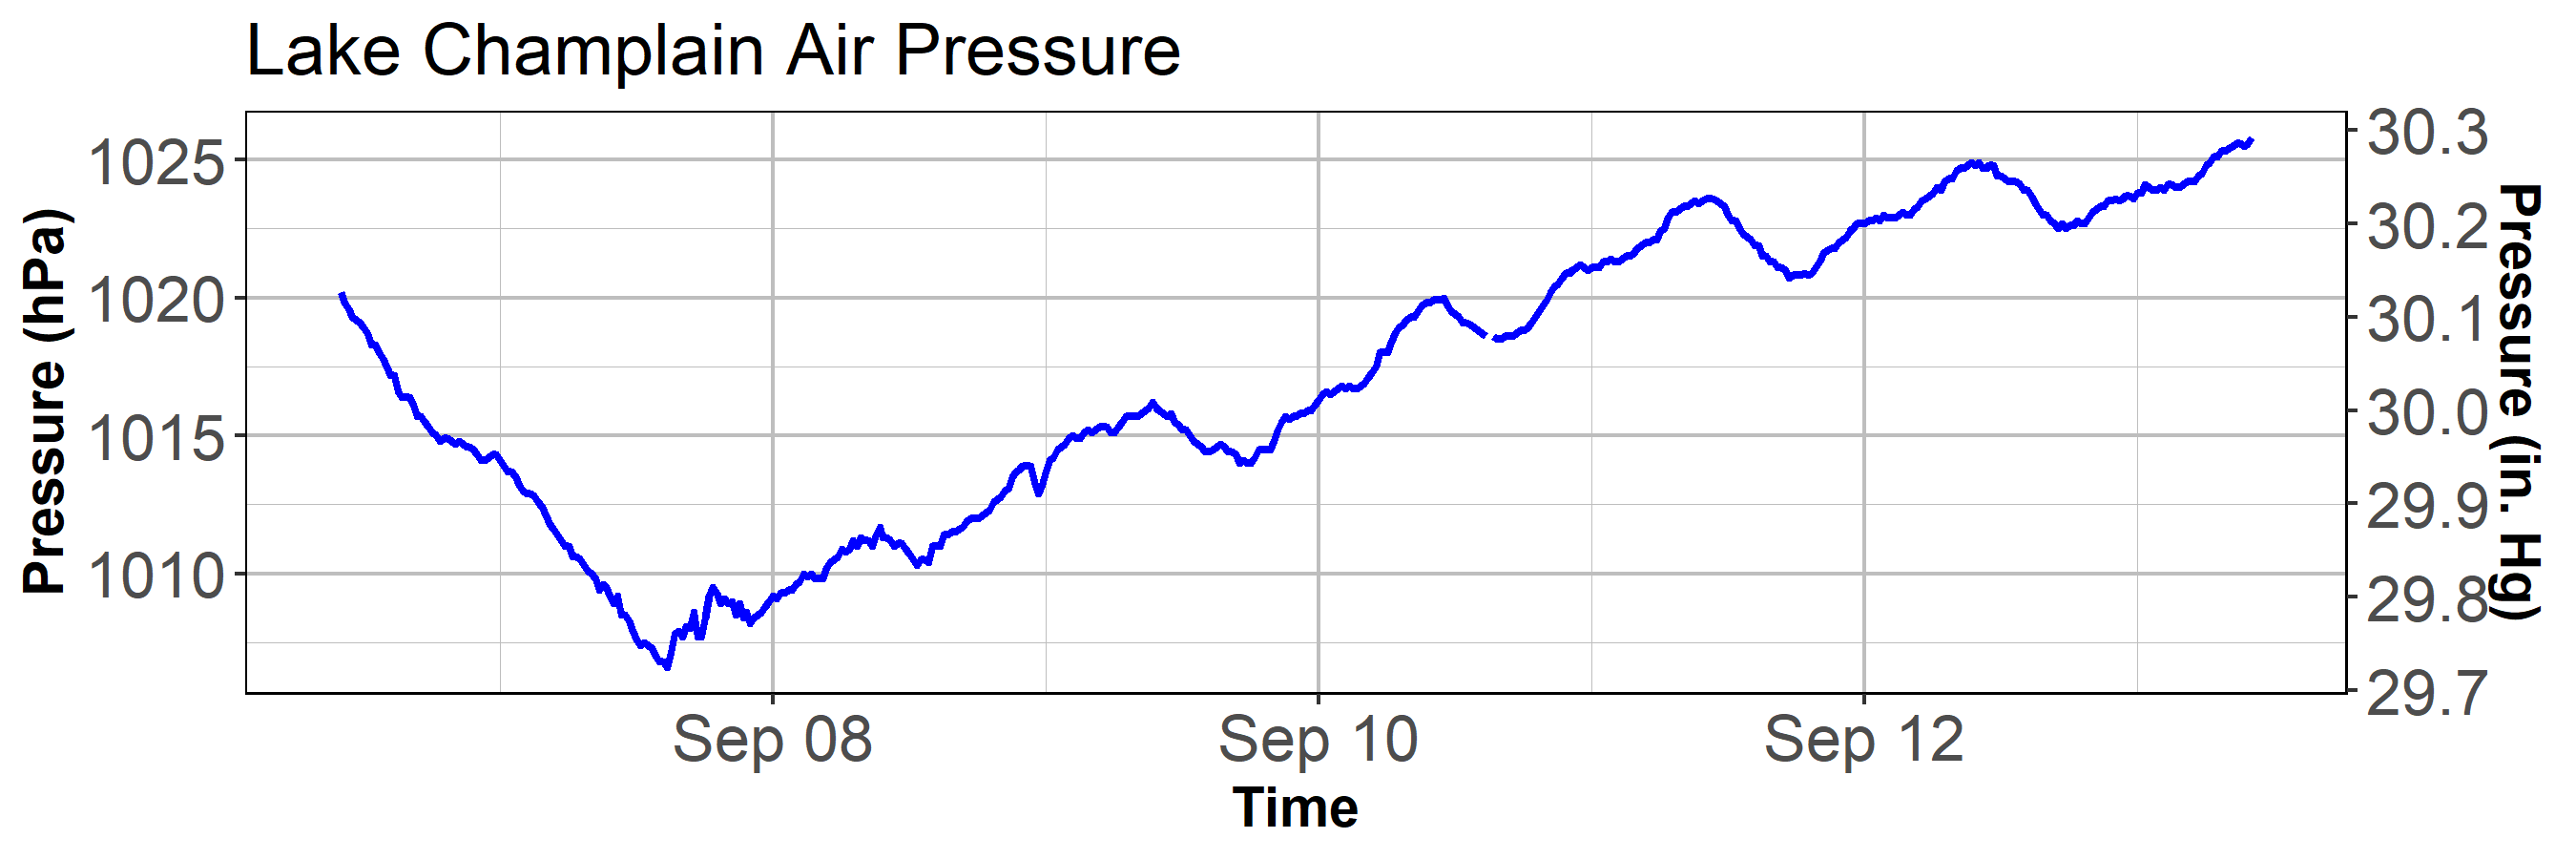 Lake Champlain Air Pressure
Pressure (hPa)
1025
1020
1015
1010
30.3
30.2
30.1
30.0
29.9
29.8
29.7
Pressure (in. Hg)
Sep 08
Sep 10
Sep 12
Time